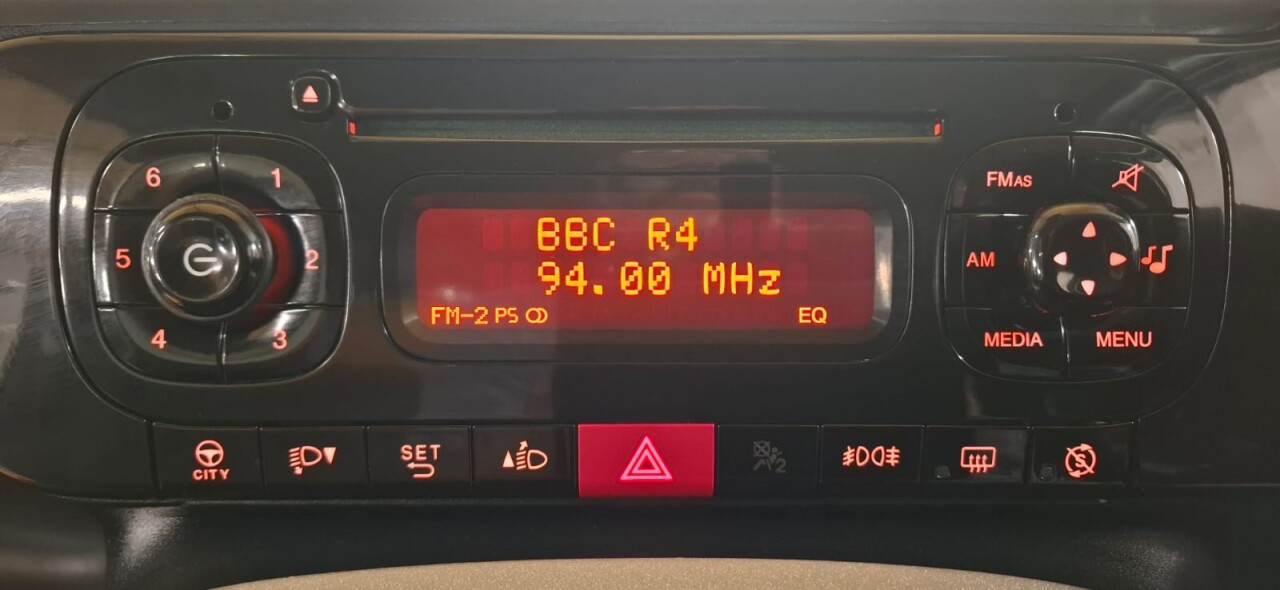 6 1
5 2
4 3
BBC R4
94.00 MHz
FM-2 PS EQ
FMAS
AM
MEDIA MENU
CITY
SET
2